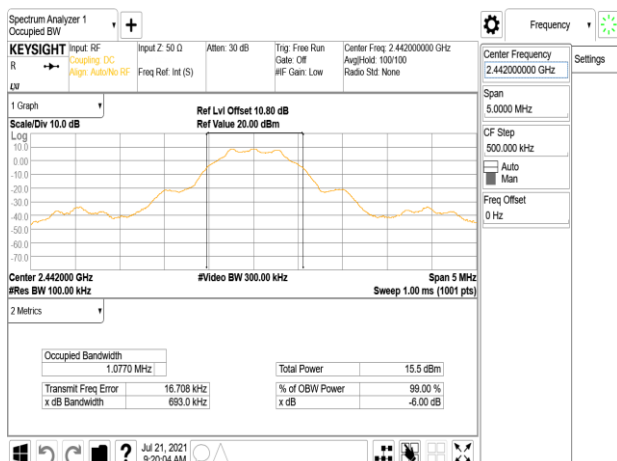 Spectrum Analyzer 1
Occupied BW
Frequency
KEYSIGHT
R
LXI
Input: RF
Coupling: DC
Align: Auto/No RF
Input Z: 50 Ω
Freq Ref: Int (S)
Atten: 30 dB
Trig: Free Run
Gate: Off
#IF Gain: Low
Center Freq: 2.442000000 GHz
Avg|Hold: 100/100
Radio Std: None
Center Frequency
2.442000000 GHz
Settings
Span
5.0000 MHz
CF Step
500.000 kHz
Auto
Man
Freq Offset
0 Hz
1 Graph
Scale/Div 10.0 dB
Ref Lvl Offset 10.80 dB
Ref Value 20.00 dBm
Log
10.0
0.00
-10.0
-20.0
-30.0
-40.0
-50.0
-60.0
-70.0
Center 2.442000 GHz
#Res BW 100.00 kHz
#Video BW 300.00 kHz
Span 5 MHz
Sweep 1.00 ms (1001 pts)
2 Metrics
Occupied Bandwidth
1.0770 MHz
Total Power 15.5 dBm
Transmit Freq Error 16.708 kHz
% of OBW Power 99.00 %
x dB Bandwidth 693.0 kHz
x dB -6.00 dB
?
Jul 21, 2021
9:20:04 AM